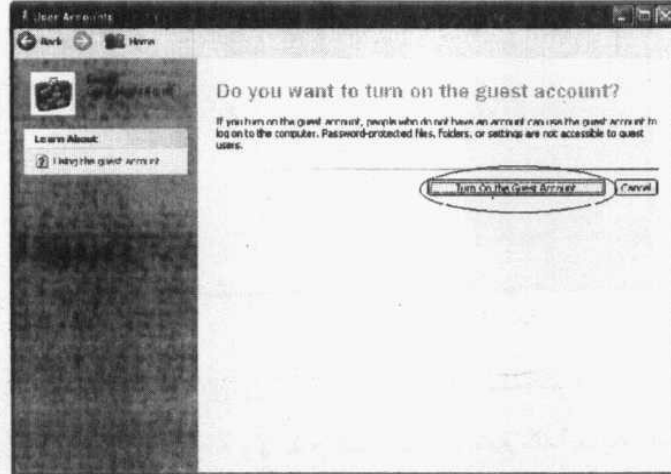 User Accounts
Back Home
Learn About
Using the guest account
Do you want to turn on the guest account?
If you turn on the guest account, people who do not have an account can use the guest account to
log on to the computer. Password-protected files, folders, or settings are not accessible to guest
users.
Turn On the Guest Account Cancel